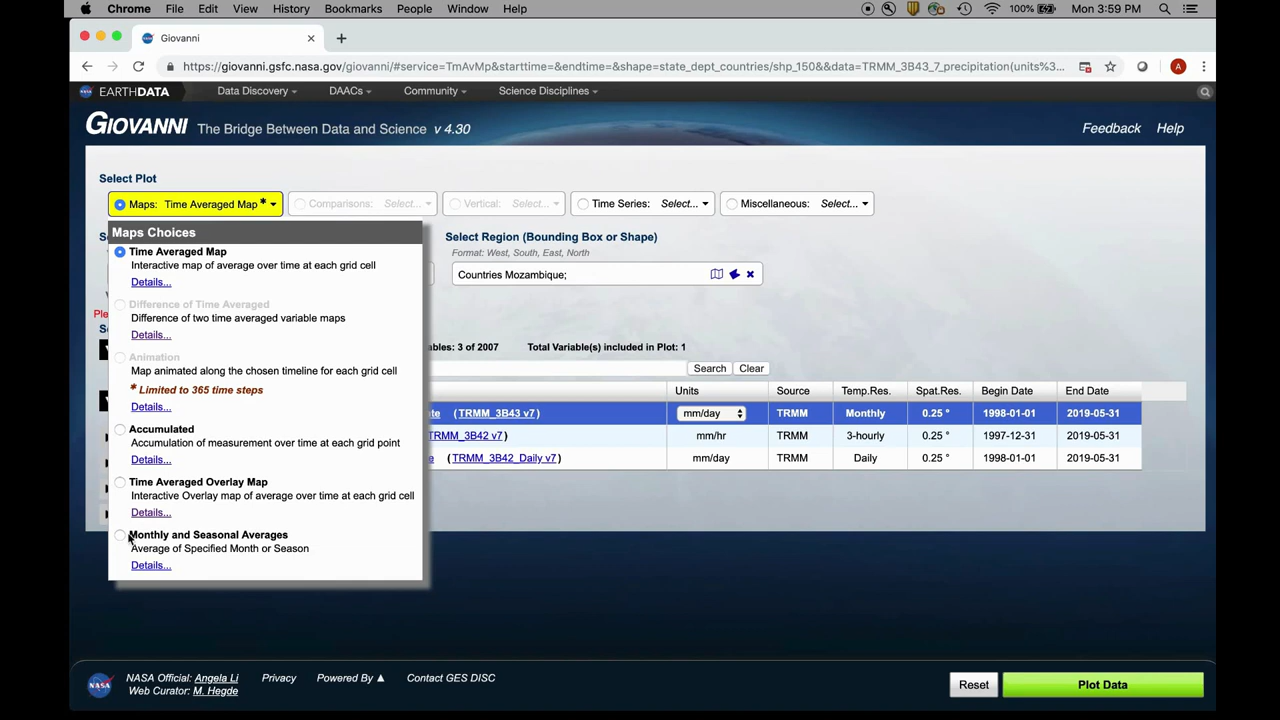 Chrome File Edit View History Bookmarks People Window Help 100% Mon 3:59 PM
Giovanni
https://giovanni.gsfc.nasa.gov/giovanni/#service=TmAvMp&starttime=&endtime=&shape=state_dept_countries/shp_150&&data=TRMM_3B43_7_precipitation(units%3... A
EARTHDATA Data Discovery DAACs Community Science Disciplines
GIOVANNI The Bridge Between Data and Science v 4.30 Feedback Help
Select Plot
Maps: Time Averaged Map * Comparisons: Select... Vertical: Select... Time Series: Select... Miscellaneous: Select...
Maps Choices
Time Averaged Map
Interactive map of average over time at each grid cell
Details...
Difference of Time Averaged
Difference of two time averaged variable maps
Details...
Animation
Map animated along the chosen timeline for each grid cell
* Limited to 365 time steps
Details...
Accumulated
Accumulation of measurement over time at each grid point
Details...
Time Averaged Overlay Map
Interactive Overlay map of average over time at each grid cell
Details...
Monthly and Seasonal Averages
Average of Specified Month or Season
Details...
Select Region (Bounding Box or Shape)
Format: West, South, East, North
Countries Mozambique;
Ple
3 of 2007 Total Variable(s) included in Plot: 1
Search Clear
Units Source Temp.Res. Spat.Res. Begin Date End Date
(TRMM_3B43 v7) mm/day TRMM Monthly 0.25 ° 1998-01-01 2019-05-31
TRMM_3B42 v7) mm/hr TRMM 3-hourly 0.25 ° 1997-12-31 2019-05-31
(TRMM_3B42_Daily v7) mm/day TRMM Daily 0.25 ° 1998-01-01 2019-05-31
NASA Official: Angela Li Privacy Powered By Contact GES DISC
Web Curator: M. Hegde
Reset Plot Data